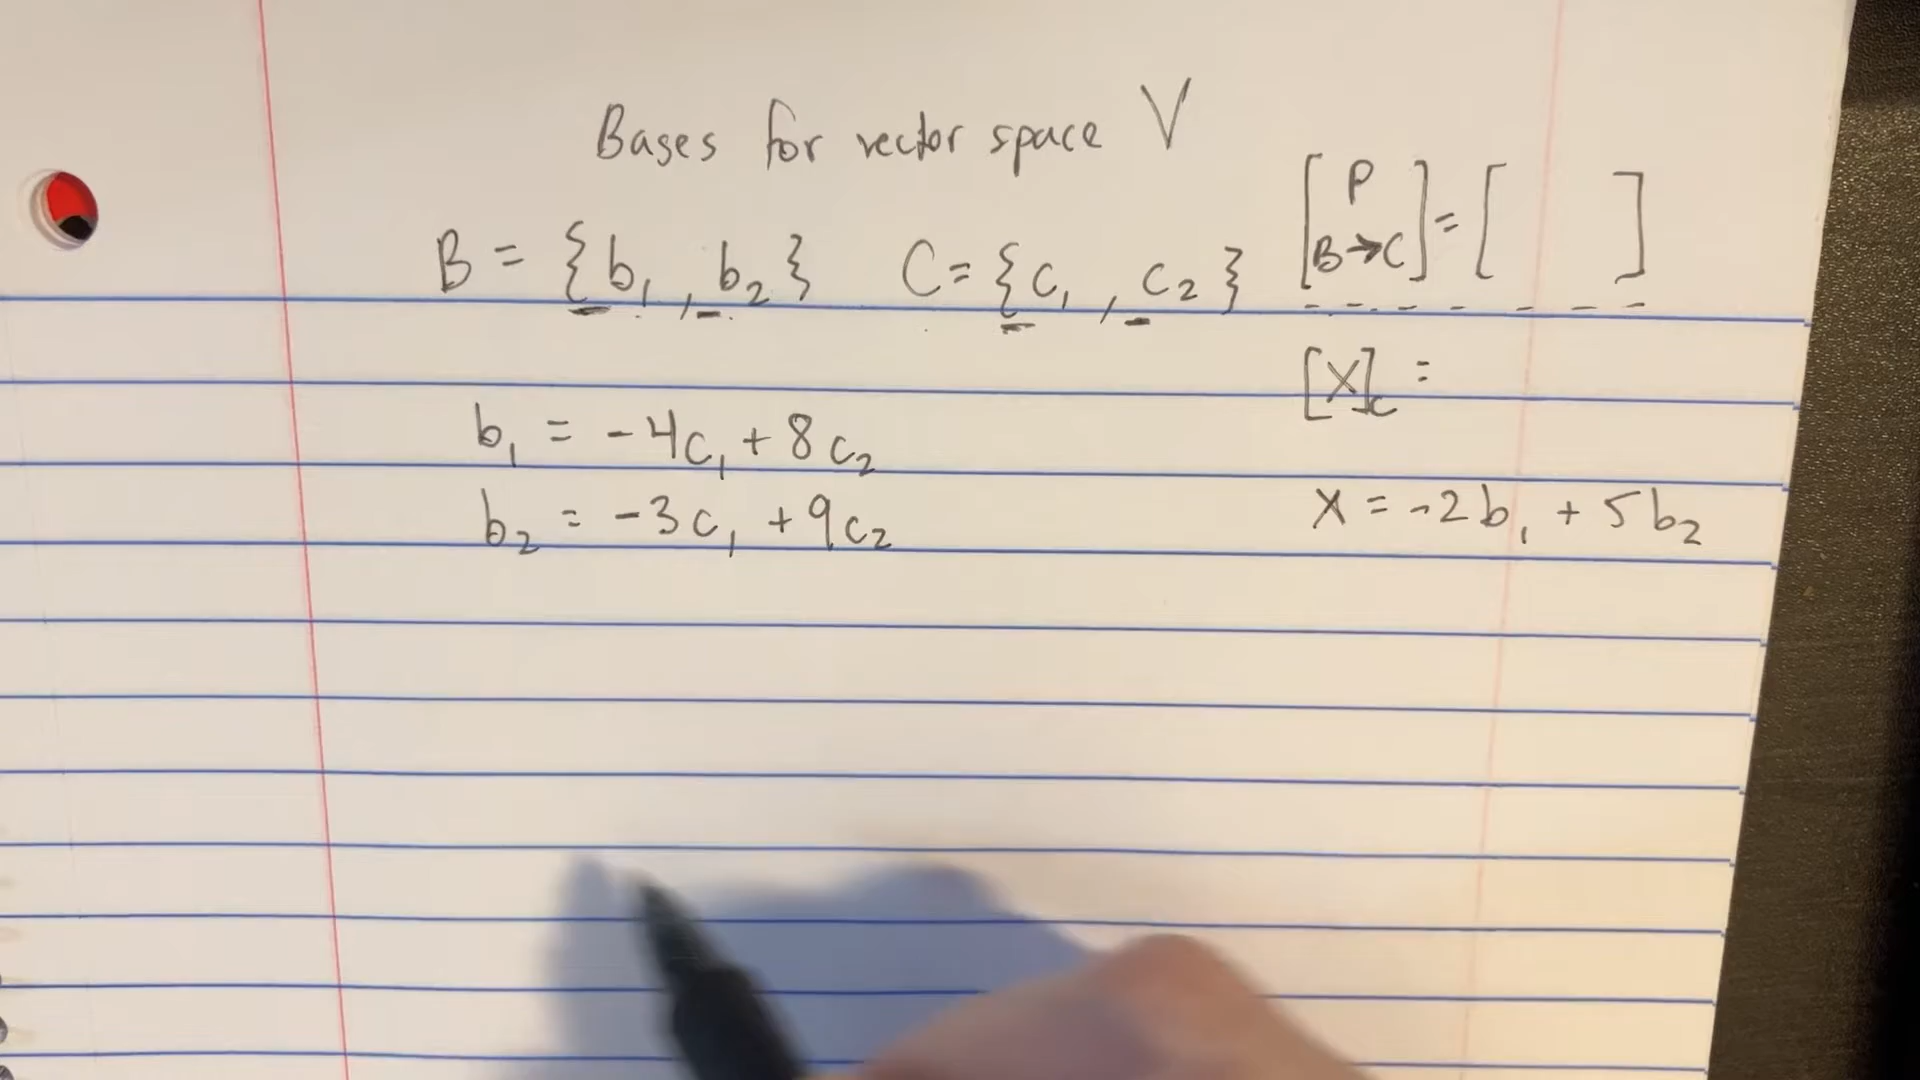 Bases for vector space V
B = {b₁, b₂} C = {c₁, c₂} [P B→C] = [ ]
[X]c =
b₁ = -4c₁ + 8c₂
b₂ = -3c₁ + 9c₂
X = -2b₁ + 5b₂